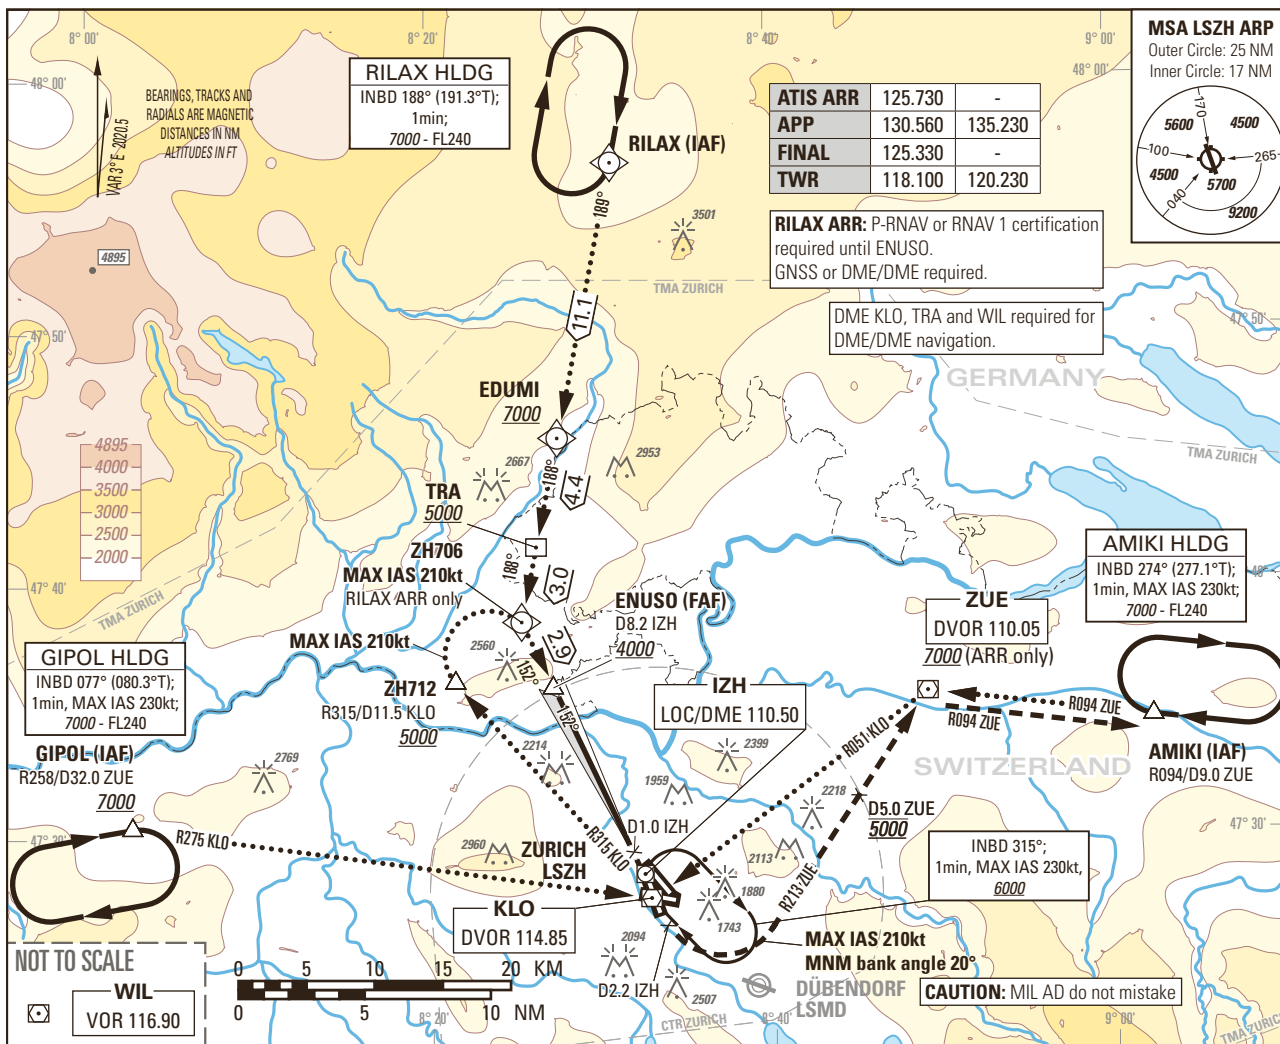 8° 00'
8° 20'
8° 40'
9° 00'
48° 00'
48° 00'
VAR 3° E 2020.5
BEARINGS, TRACKS AND
RADIALS ARE MAGNETIC
DISTANCES IN NM
ALTITUDES IN FT
RILAX HLDG
INBD 188° (191.3°T);
1min;
7000 - FL240
RILAX (IAF)
ATIS ARR 125.730 -
APP 130.560 135.230
FINAL 125.330 -
TWR 118.100 120.230
MSA LSZH ARP
Outer Circle: 25 NM
Inner Circle: 17 NM
170
5600
4500
100
265
4500
5700
040
9200
189°
3501
RILAX ARR: P-RNAV or RNAV 1 certification
required until ENUSO.
GNSS or DME/DME required.
4895
TMA ZURICH
11.1
DME KLO, TRA and WIL required for
DME/DME navigation.
47° 50'
47° 50'
GERMANY
EDUMI
7000
4895
4000
3500
3000
2500
2000
2667
188°
4.4
2953
TMA ZURICH
TRA
5000
ZH706
MAX IAS 210kt
RILAX ARR only
188°
3.0
AMIKI HLDG
INBD 274° (277.1°T);
1min, MAX IAS 230kt;
7000 - FL240
47° 40'
TMA ZURICH
ENUSO (FAF)
D8.2 IZH
4000
ZUE
DVOR 110.05
7000 (ARR only)
MAX IAS 210kt
2560
2.9
152°
152°
GIPOL HLDG
INBD 077° (080.3°T);
1min, MAX IAS 230kt;
7000 - FL240
ZH712
R315/D11.5 KLO
5000
IZH
LOC/DME 110.50
R094 ZUE
R094 ZUE
R051 KLO
AMIKI (IAF)
R094/D9.0 ZUE
GIPOL (IAF)
R258/D32.0 ZUE
7000
2769
2214
2399
1959
SWITZERLAND
2218
D5.0 ZUE
5000
47° 30'
47° 30'
D1.0 IZH
R315 KLO
R275 KLO
2960
ZURICH
LSZH
2113
1880
1743
R213 ZUE
INBD 315°;
1min, MAX IAS 230kt,
6000
KLO
DVOR 114.85
MAX IAS 210kt
MNM bank angle 20°
2094
D2.2 IZH
2507
DÜBENDORF
LSMD
CAUTION: MIL AD do not mistake
NOT TO SCALE
WIL
VOR 116.90
0 5 10 15 20 KM
0 5 10 NM
8° 20'
8° 40'
9° 00'
CTR ZURICH
TMA ZURICH